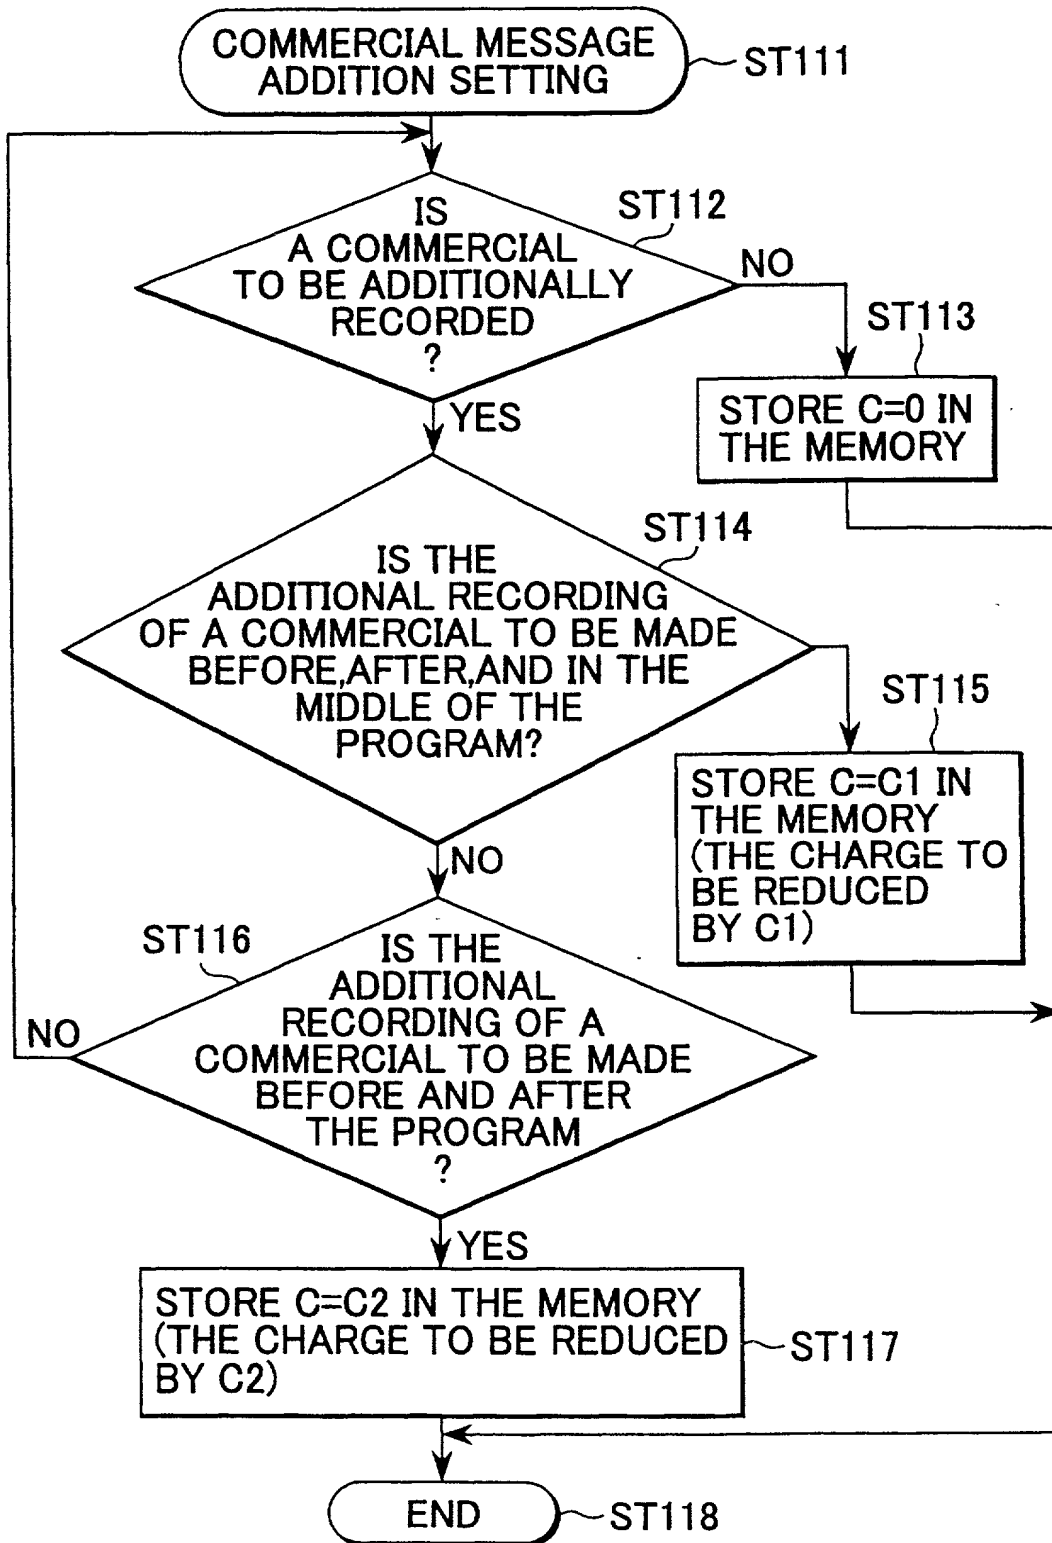 COMMERCIAL MESSAGE
ADDITION SETTING
ST111
IS
A COMMERCIAL
TO BE ADDITIONALLY
RECORDED
?
ST112
NO
ST113
STORE C=0 IN
THE MEMORY
YES
ST114
IS THE
ADDITIONAL RECORDING
OF A COMMERCIAL TO BE MADE
BEFORE,AFTER,AND IN THE
MIDDLE OF THE
PROGRAM?
ST115
STORE C=C1 IN
THE MEMORY
(THE CHARGE TO
BE REDUCED
BY C1)
NO
ST116
IS THE
ADDITIONAL
RECORDING OF A
COMMERCIAL TO BE MADE
BEFORE AND AFTER
THE PROGRAM
?
NO
YES
STORE C=C2 IN THE MEMORY
(THE CHARGE TO BE REDUCED
BY C2)
ST117
END
ST118